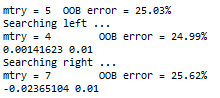 mtry = 5  OOB error = 25.03%
Searching left ...
mtry = 4     OOB error = 24.99%
0.00141623 0.01
Searching right ...
mtry = 7     OOB error = 25.62%
-0.02365104 0.01